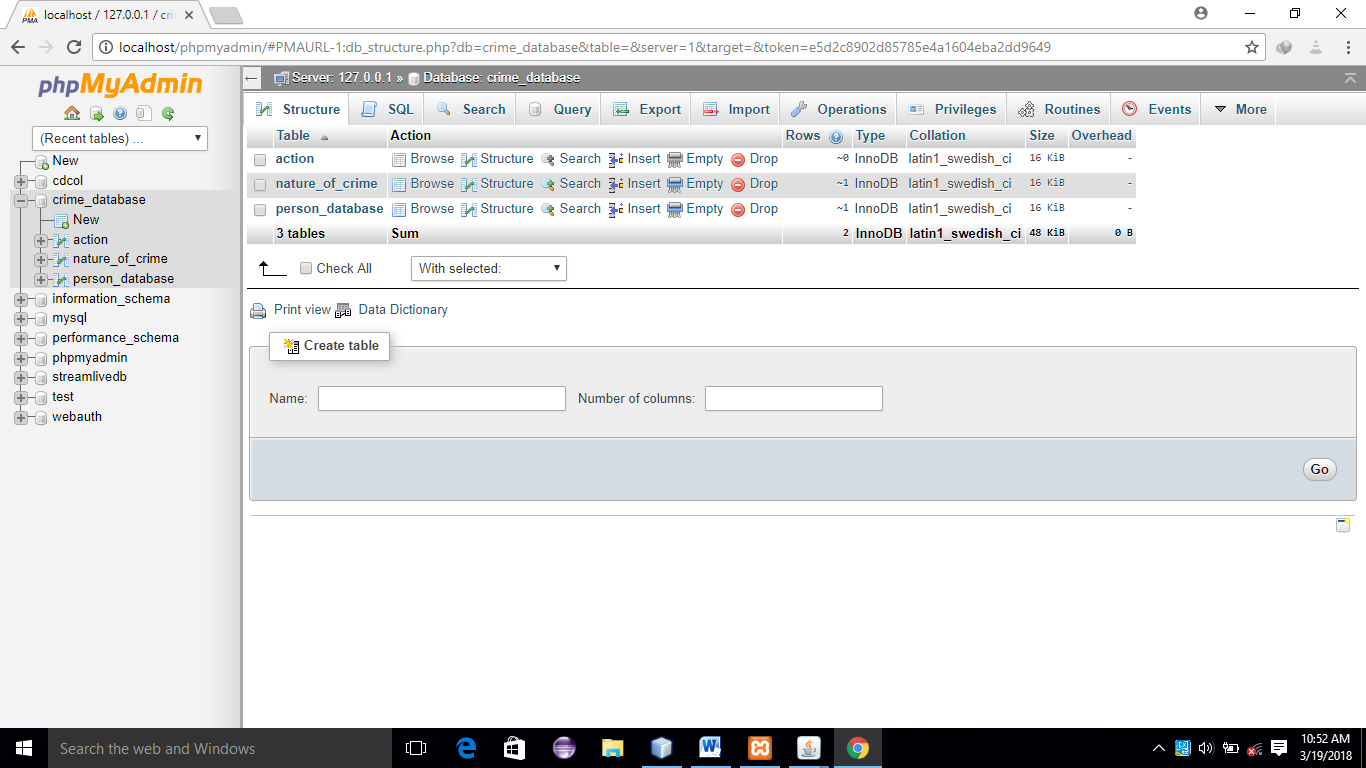 localhost / 127.0.0.1 / cri
localhost/phpmyadmin/#PMAURL-1:db_structure.php?db=crime_database&table=&server=1&target=&token=e5d2c8902d85785e4a1604eba2dd9649
phpMyAdmin
(Recent tables) ...
New
cdcol
crime_database
New
action
nature_of_crime
person_database
information_schema
mysql
performance_schema
phpmyadmin
streamlivedb
test
webauth
Server: 127.0.0.1 » Database: crime_database
Structure SQL Search Query Export Import Operations Privileges Routines Events More
Table Action Rows Type Collation Size Overhead
action Browse Structure Search Insert Empty Drop ~0 InnoDB latin1_swedish_ci 16 KiB -
nature_of_crime Browse Structure Search Insert Empty Drop ~1 InnoDB latin1_swedish_ci 16 KiB -
person_database Browse Structure Search Insert Empty Drop ~1 InnoDB latin1_swedish_ci 16 KiB -
3 tables Sum 2 InnoDB latin1_swedish_ci 48 KiB 0 B
Check All With selected:
Print view Data Dictionary
Create table
Name: Number of columns:
Go
Search the web and Windows
10:52 AM
3/19/2018